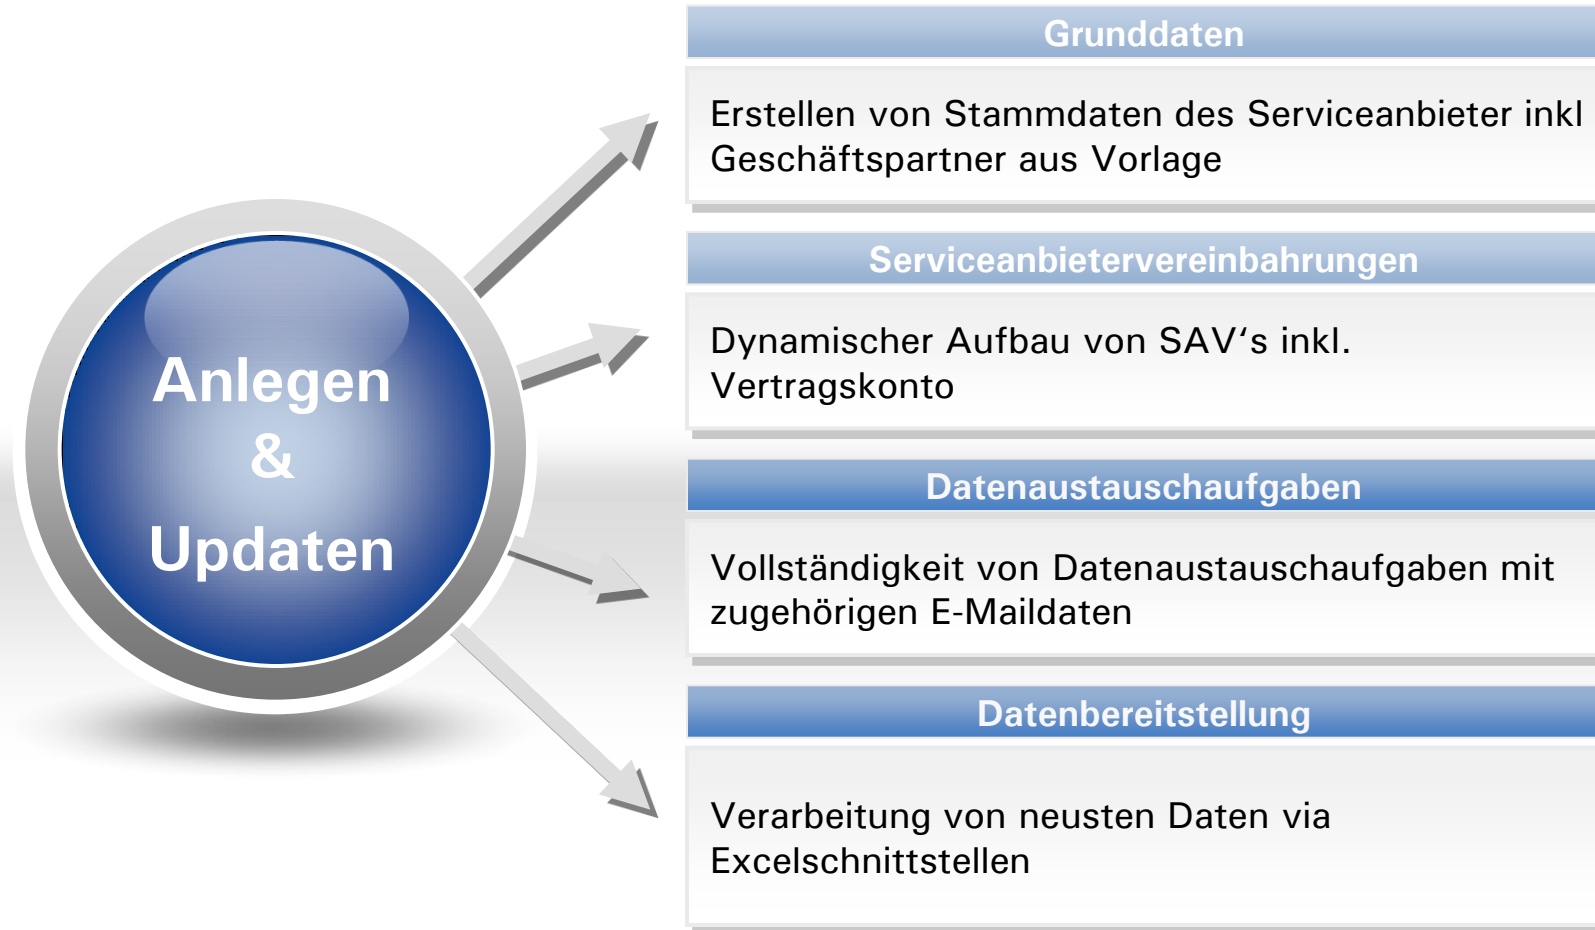 Anlegen
&
Updaten
Grunddaten
Erstellen von Stammdaten des Serviceanbieter inkl
Geschäftspartner aus Vorlage
Serviceanbietervereinbahrungen
Dynamischer Aufbau von SAV‘s inkl.
Vertragskonto
Datenaustauschaufgaben
Vollständigkeit von Datenaustauschaufgaben mit
zugehörigen E-Maildaten
Datenbereitstellung
Verarbeitung von neusten Daten via
Excelschnittstellen